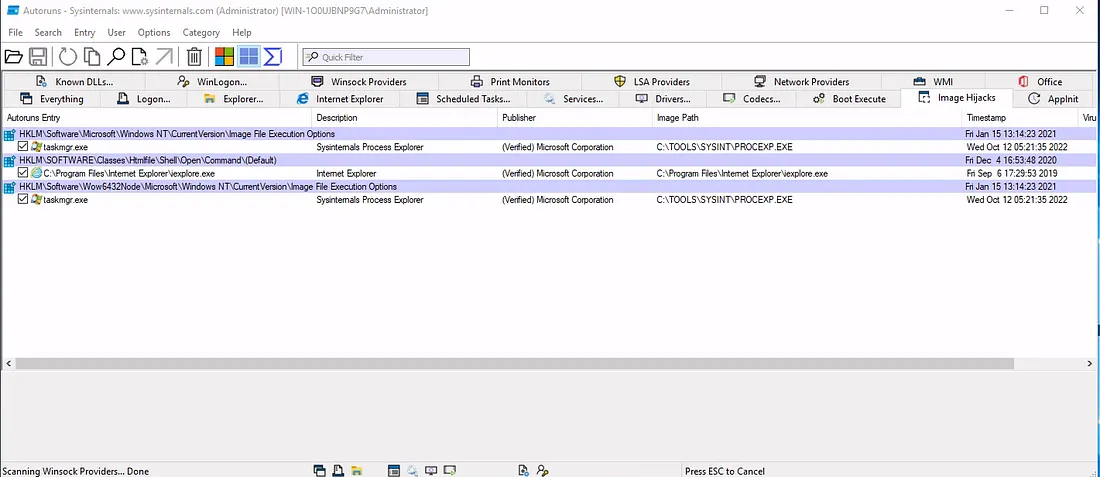 Autoruns - Sysinternals: www.sysinternals.com (Administrator) [WIN-1O0UJBNP9G7\Administrator]
File Search Entry User Options Category Help
Quick Filter
Known DLLs... WinLogon... Winsock Providers Print Monitors LSA Providers Network Providers WMI Office
Everything Logon... Explorer... Internet Explorer Scheduled Tasks... Services... Drivers... Codecs... Boot Execute Image Hijacks AppInit
Autoruns Entry Description Publisher Image Path Timestamp Viru
HKLM\Software\Microsoft\Windows NT\CurrentVersion\Image File Execution Options Fri Jan 15 13:14:23 2021
taskmgr.exe Sysinternals Process Explorer (Verified) Microsoft Corporation C:\TOOLS\SYSINT\PROCEXP.EXE Wed Oct 12 05:21:35 2022
HKLM\SOFTWARE\Classes\Htmlfile\Shell\Open\Command\(Default) Fri Dec 4 16:53:48 2020
C:\Program Files\Internet Explorer\iexplore.exe Internet Explorer (Verified) Microsoft Corporation C:\Program Files\Internet Explorer\iexplore.exe Fri Sep 6 17:29:53 2019
HKLM\Software\Wow6432Node\Microsoft\Windows NT\CurrentVersion\Image File Execution Options Fri Jan 15 13:14:23 2021
taskmgr.exe Sysinternals Process Explorer (Verified) Microsoft Corporation C:\TOOLS\SYSINT\PROCEXP.EXE Wed Oct 12 05:21:35 2022
Scanning Winsock Providers... Done Press ESC to Cancel